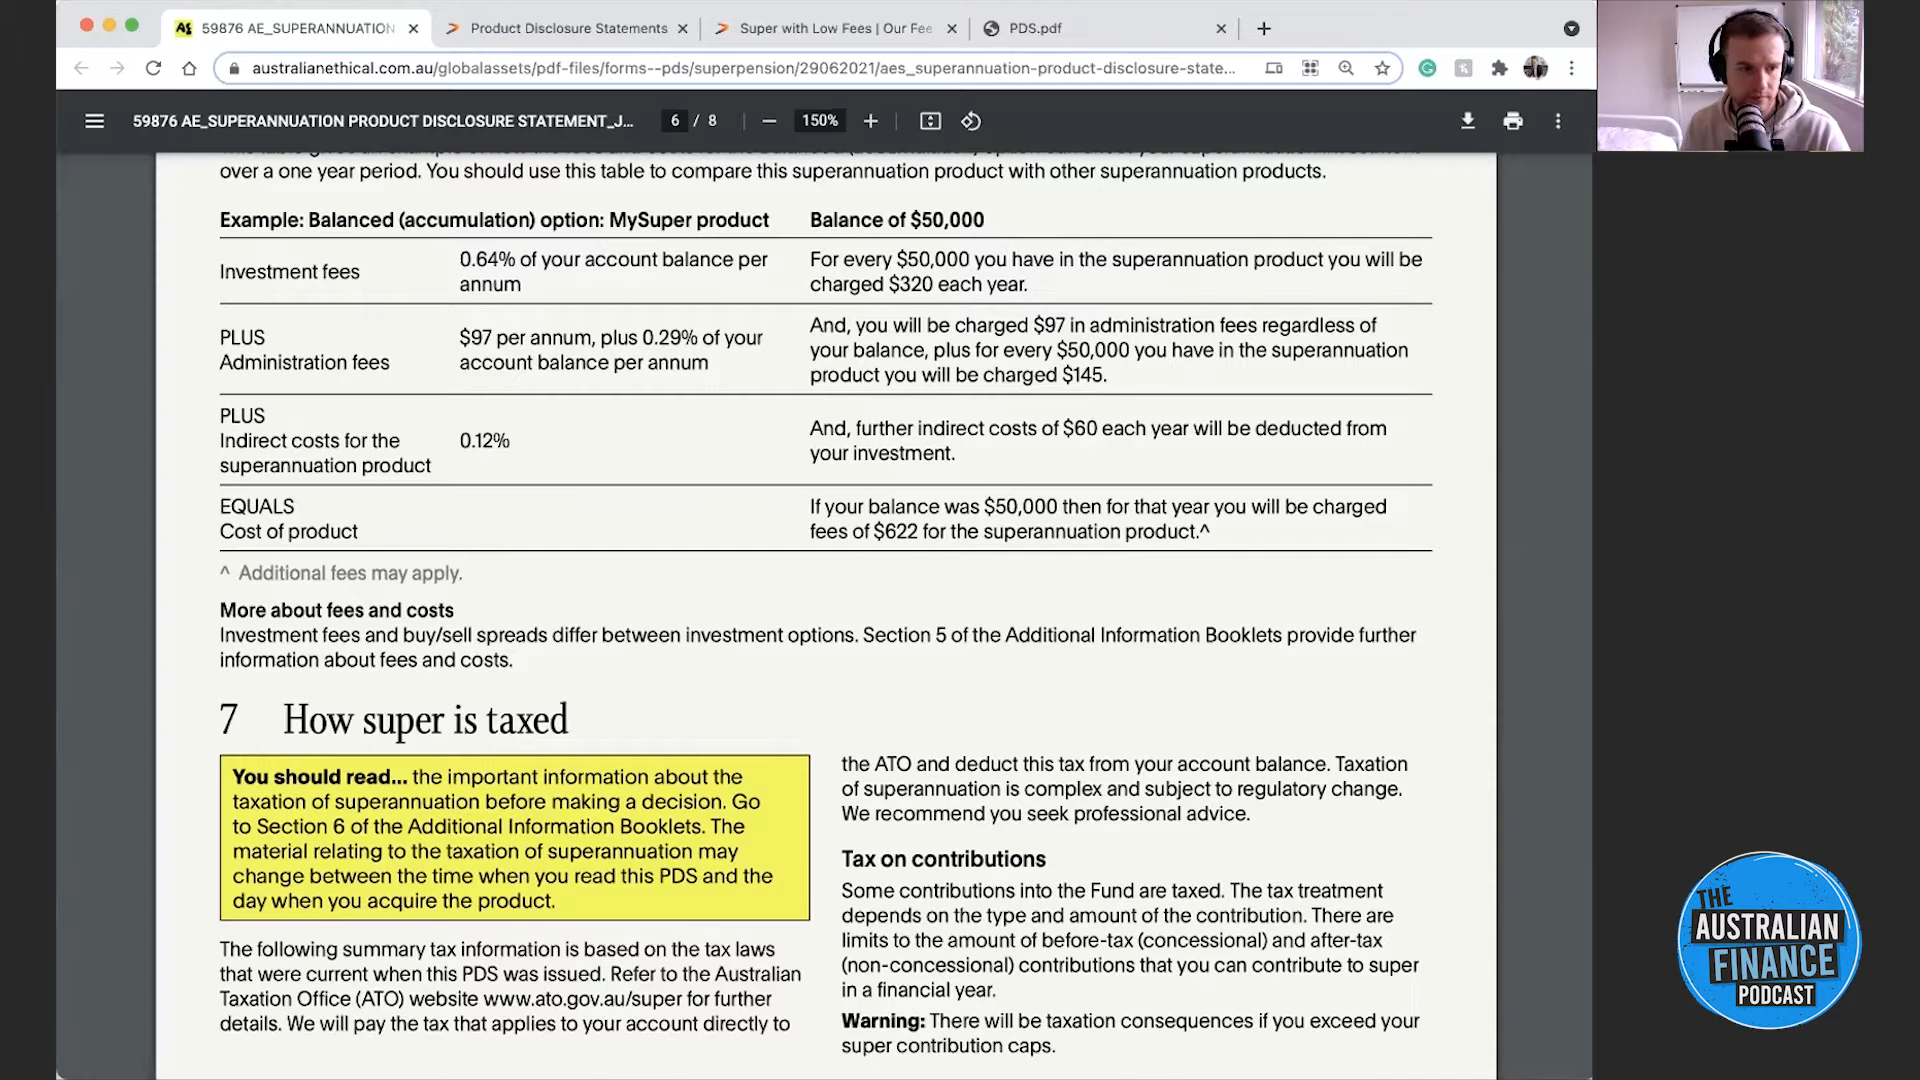 59876 AE_SUPERANNUATION
Product Disclosure Statements
Super with Low Fees | Our Fee
PDS.pdf
australianethical.com.au/globalassets/pdf-files/forms--pds/superpension/29062021/aes_superannuation-product-disclosure-state...
59876 AE_SUPERANNUATION PRODUCT DISCLOSURE STATEMENT_J...
6 / 8
150%
over a one year period. You should use this table to compare this superannuation product with other superannuation products.
Example: Balanced (accumulation) option: MySuper product
Balance of $50,000
Investment fees
0.64% of your account balance per
annum
For every $50,000 you have in the superannuation product you will be
charged $320 each year.
PLUS
Administration fees
$97 per annum, plus 0.29% of your
account balance per annum
And, you will be charged $97 in administration fees regardless of
your balance, plus for every $50,000 you have in the superannuation
product you will be charged $145.
PLUS
Indirect costs for the
superannuation product
0.12%
And, further indirect costs of $60 each year will be deducted from
your investment.
EQUALS
Cost of product
If your balance was $50,000 then for that year you will be charged
fees of $622 for the superannuation product.^
^ Additional fees may apply.
More about fees and costs
Investment fees and buy/sell spreads differ between investment options. Section 5 of the Additional Information Booklets provide further
information about fees and costs.
7 How super is taxed
You should read... the important information about the
taxation of superannuation before making a decision. Go
to Section 6 of the Additional Information Booklets. The
material relating to the taxation of superannuation may
change between the time when you read this PDS and the
day when you acquire the product.
The following summary tax information is based on the tax laws
that were current when this PDS was issued. Refer to the Australian
Taxation Office (ATO) website www.ato.gov.au/super for further
details. We will pay the tax that applies to your account directly to
the ATO and deduct this tax from your account balance. Taxation
of superannuation is complex and subject to regulatory change.
We recommend you seek professional advice.
Tax on contributions
Some contributions into the Fund are taxed. The tax treatment
depends on the type and amount of the contribution. There are
limits to the amount of before-tax (concessional) and after-tax
(non-concessional) contributions that you can contribute to super
in a financial year.
Warning: There will be taxation consequences if you exceed your
super contribution caps.
THE
AUSTRALIAN
FINANCE
PODCAST